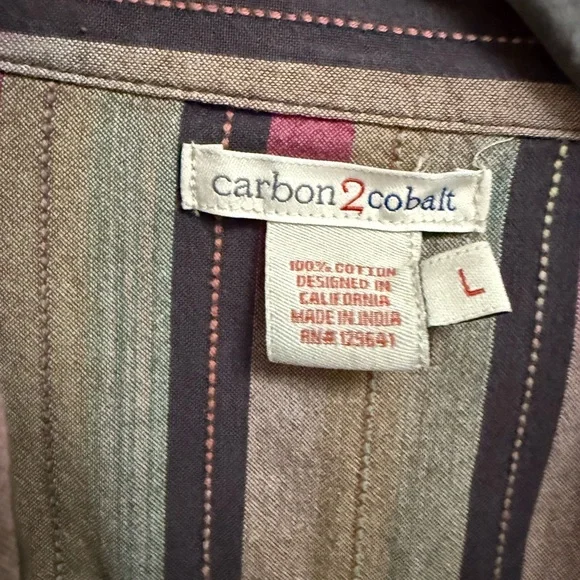 carbon2cobalt
100% COTTON
DESIGNED IN
CALIFORNIA
MADE IN INDIA
RN# 129641
L